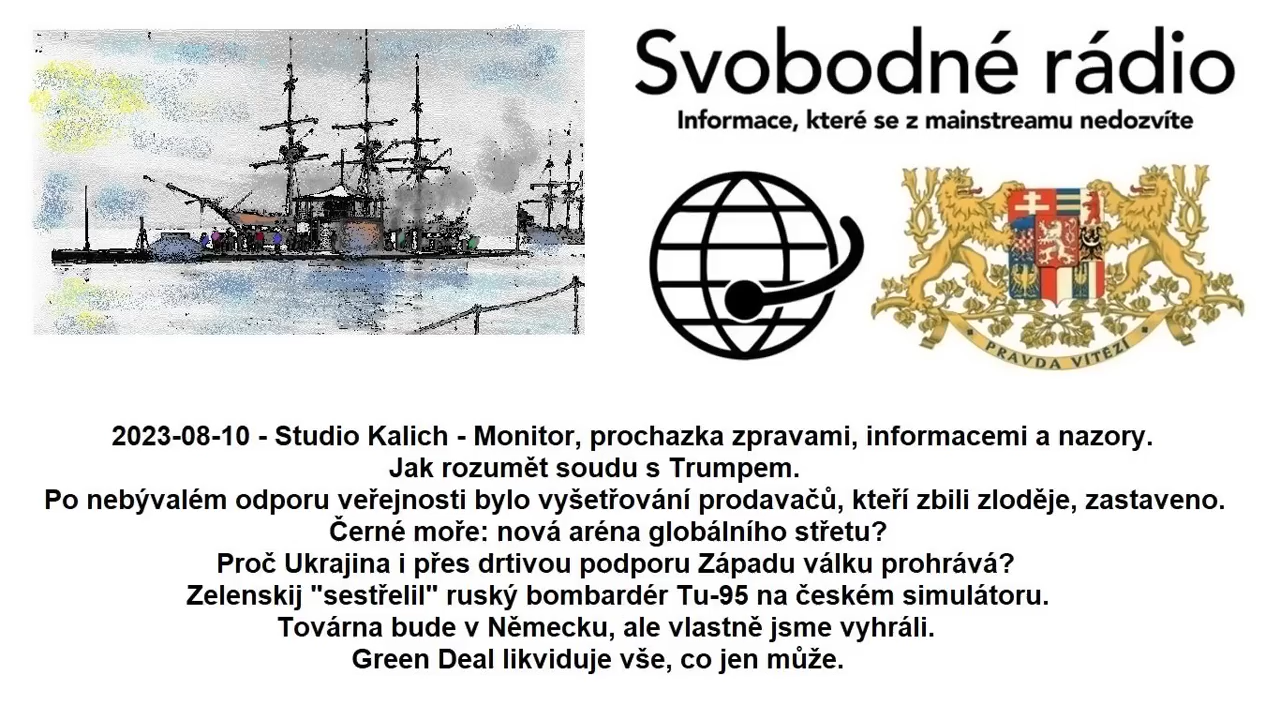 Svobodné rádio
Informace, které se z mainstreamu nedozvíte
PRAVDA VÍTĚZÍ
2023-08-10 - Studio Kalich - Monitor, prochazka zpravami, informacemi a nazory.
Jak rozumět soudu s Trumpem.
Po nebývalém odporu veřejnosti bylo vyšetřování prodavačů, kteří zbili zloděje, zastaveno.
Černé moře: nová aréna globálního střetu?
Proč Ukrajina i přes drtivou podporu Západu válku prohrává?
Zelenskij "sestřelil" ruský bombardér Tu-95 na českém simulátoru.
Továrna bude v Německu, ale vlastně jsme vyhráli.
Green Deal likviduje vše, co jen může.